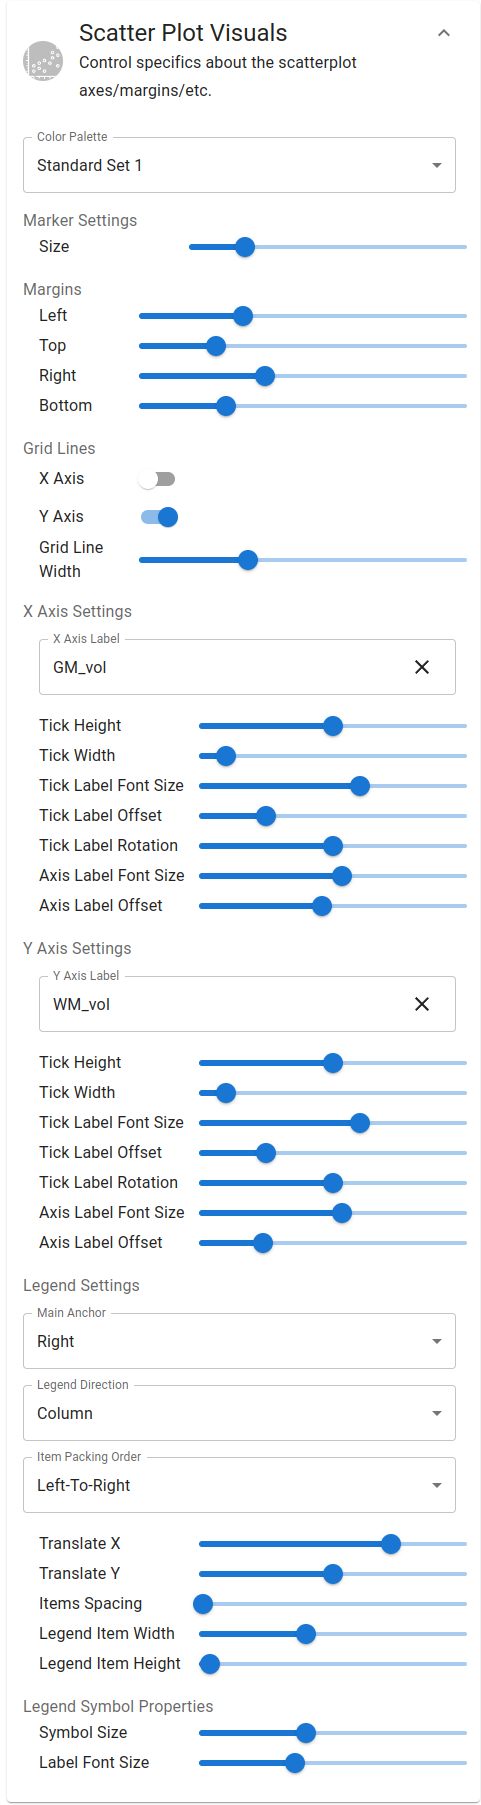 Scatter Plot Visuals
Control specifics about the scatterplot
axes/margins/etc.
Color Palette
Standard Set 1
Marker Settings
Size
Margins
Left
Top
Right
Bottom
Grid Lines
X Axis
Y Axis
Grid Line
Width
X Axis Settings
X Axis Label
GM_vol
Tick Height
Tick Width
Tick Label Font Size
Tick Label Offset
Tick Label Rotation
Axis Label Font Size
Axis Label Offset
Y Axis Settings
Y Axis Label
WM_vol
Tick Height
Tick Width
Tick Label Font Size
Tick Label Offset
Tick Label Rotation
Axis Label Font Size
Axis Label Offset
Legend Settings
Main Anchor
Right
Legend Direction
Column
Item Packing Order
Left-To-Right
Translate X
Translate Y
Items Spacing
Legend Item Width
Legend Item Height
Legend Symbol Properties
Symbol Size
Label Font Size